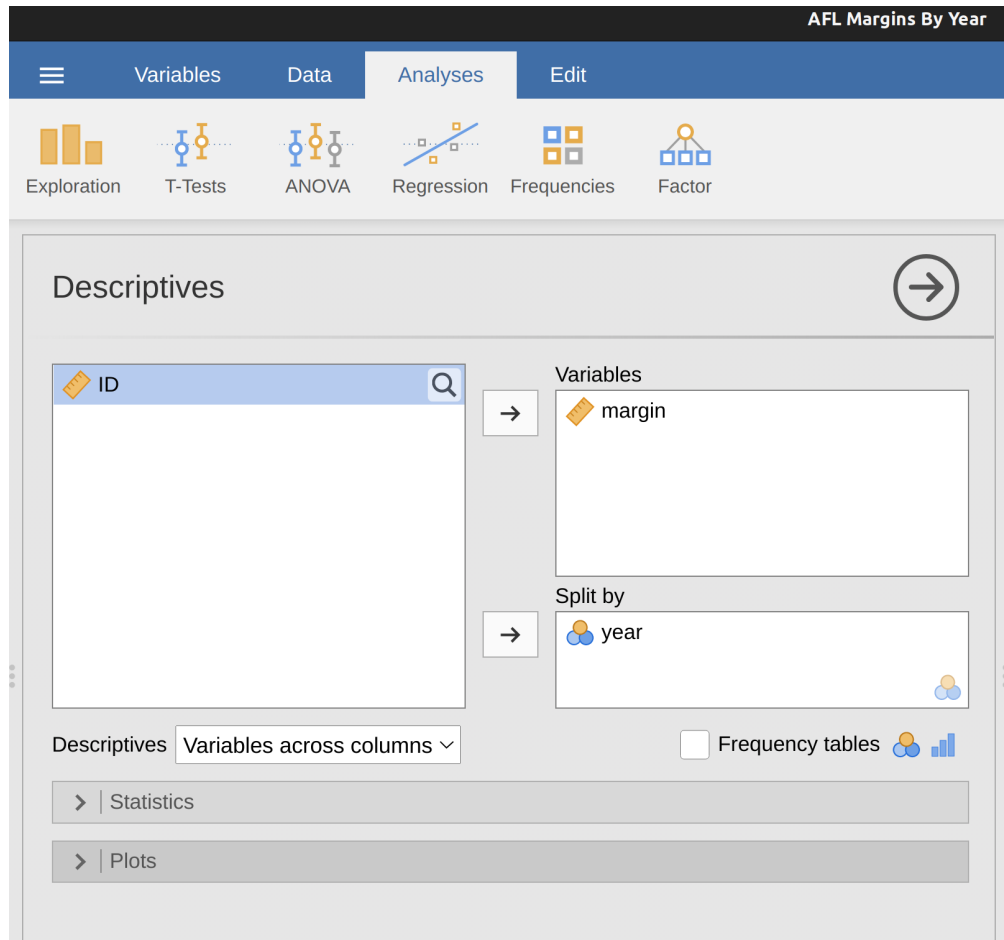 AFL Margins By Year
Variables Data Analyses Edit
Exploration T-Tests ANOVA Regression Frequencies Factor
Descriptives
ID
Variables
margin
Split by
year
Descriptives Variables across columns Frequency tables
Statistics
Plots